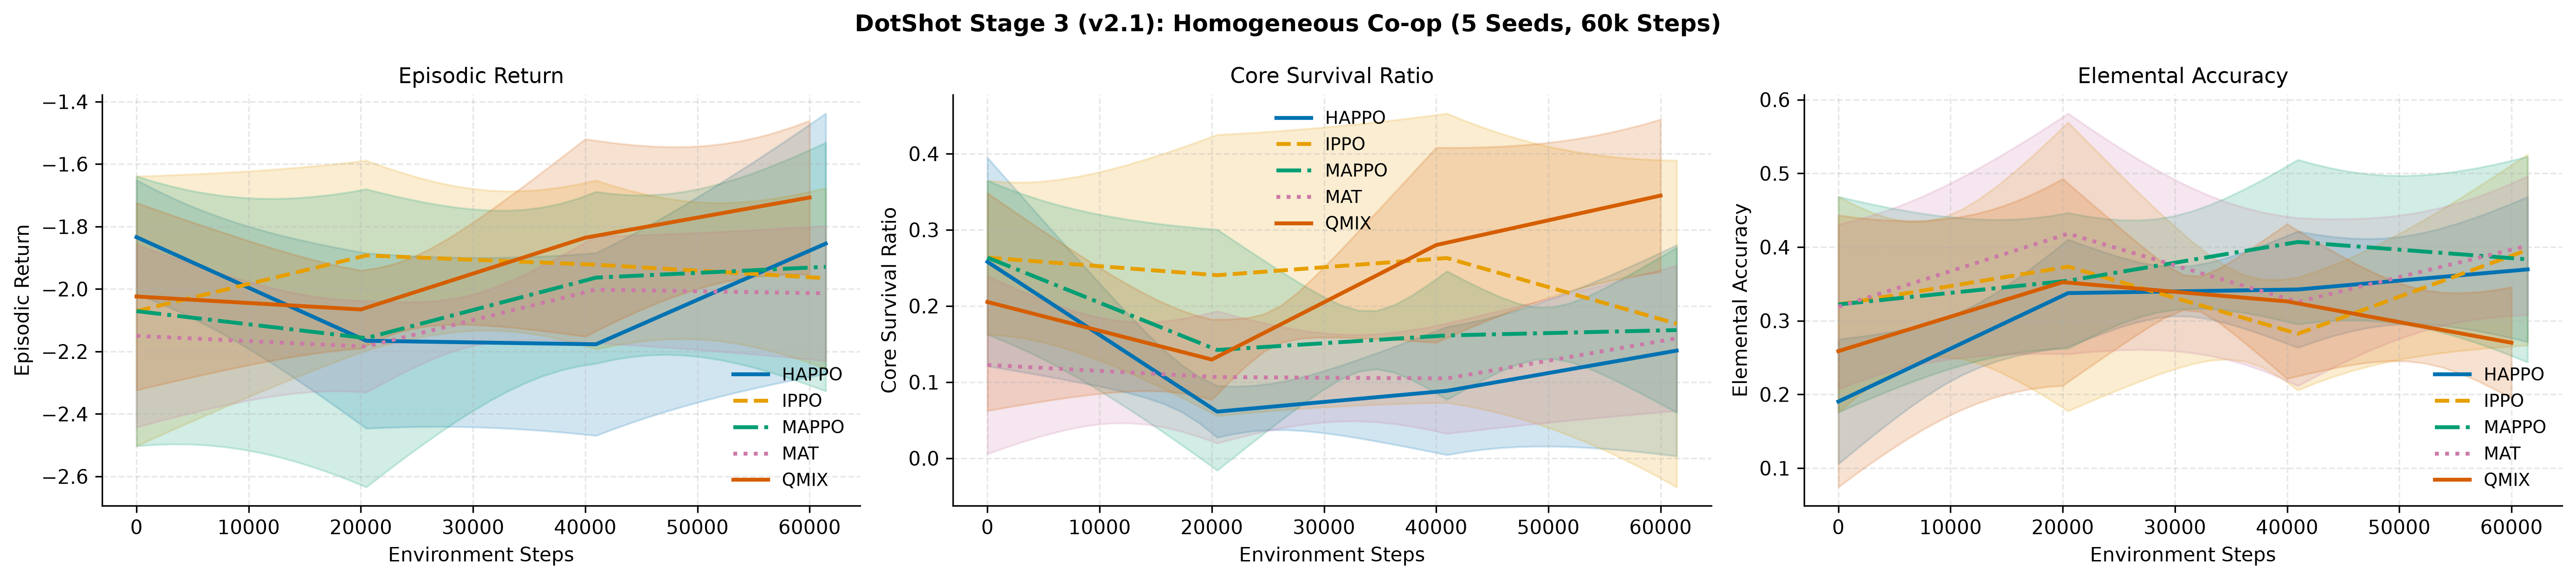 DotShot Stage 3 (v2.1): Homogeneous Co-op (5 Seeds, 60k Steps)
Episodic Return
Episodic Return
−1.4
−1.6
−1.8
−2.0
−2.2
−2.4
−2.6
HAPPO
IPPO
MAPPO
MAT
QMIX
0 10000 20000 30000 40000 50000 60000
Environment Steps
Core Survival Ratio
Core Survival Ratio
0.4
0.3
0.2
0.1
0.0
HAPPO
IPPO
MAPPO
MAT
QMIX
0 10000 20000 30000 40000 50000 60000
Environment Steps
Elemental Accuracy
Elemental Accuracy
0.6
0.5
0.4
0.3
0.2
0.1
HAPPO
IPPO
MAPPO
MAT
QMIX
0 10000 20000 30000 40000 50000 60000
Environment Steps